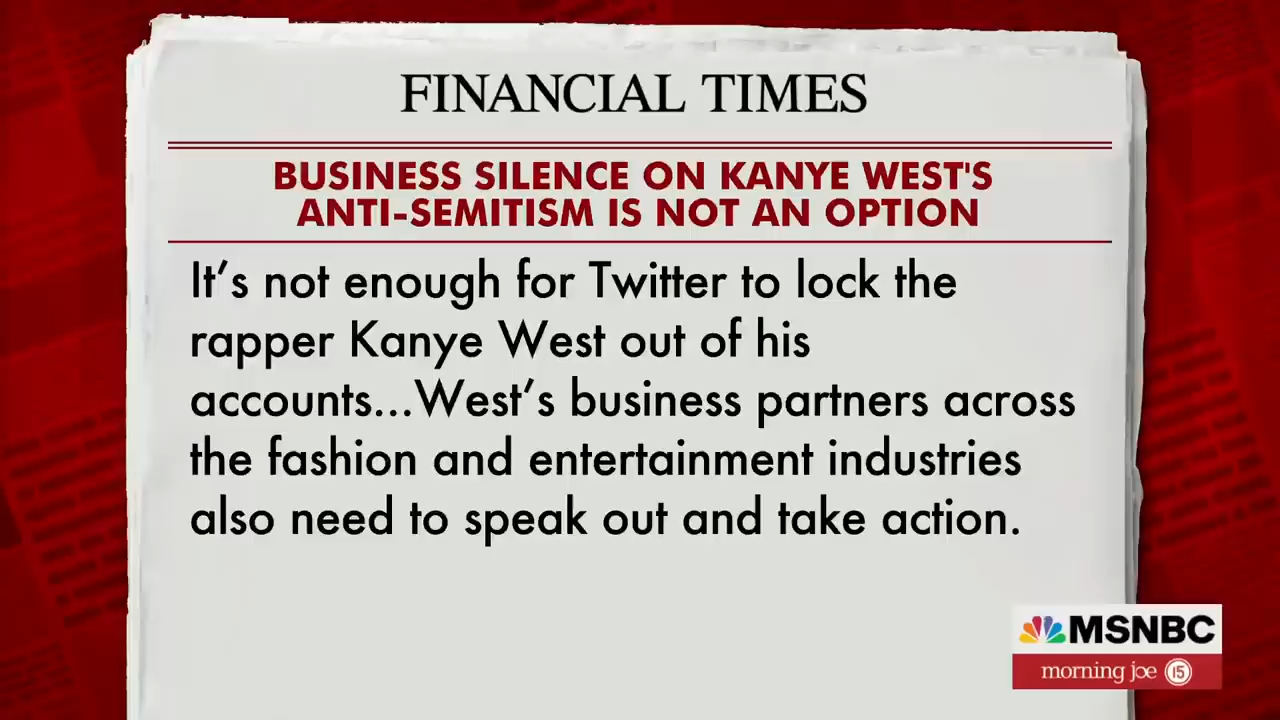 FINANCIAL TIMES
BUSINESS SILENCE ON KANYE WEST'S
ANTI-SEMITISM IS NOT AN OPTION
It’s not enough for Twitter to lock the
rapper Kanye West out of his
accounts...West’s business partners across
the fashion and entertainment industries
also need to speak out and take action.
MSNBC
morning joe 15